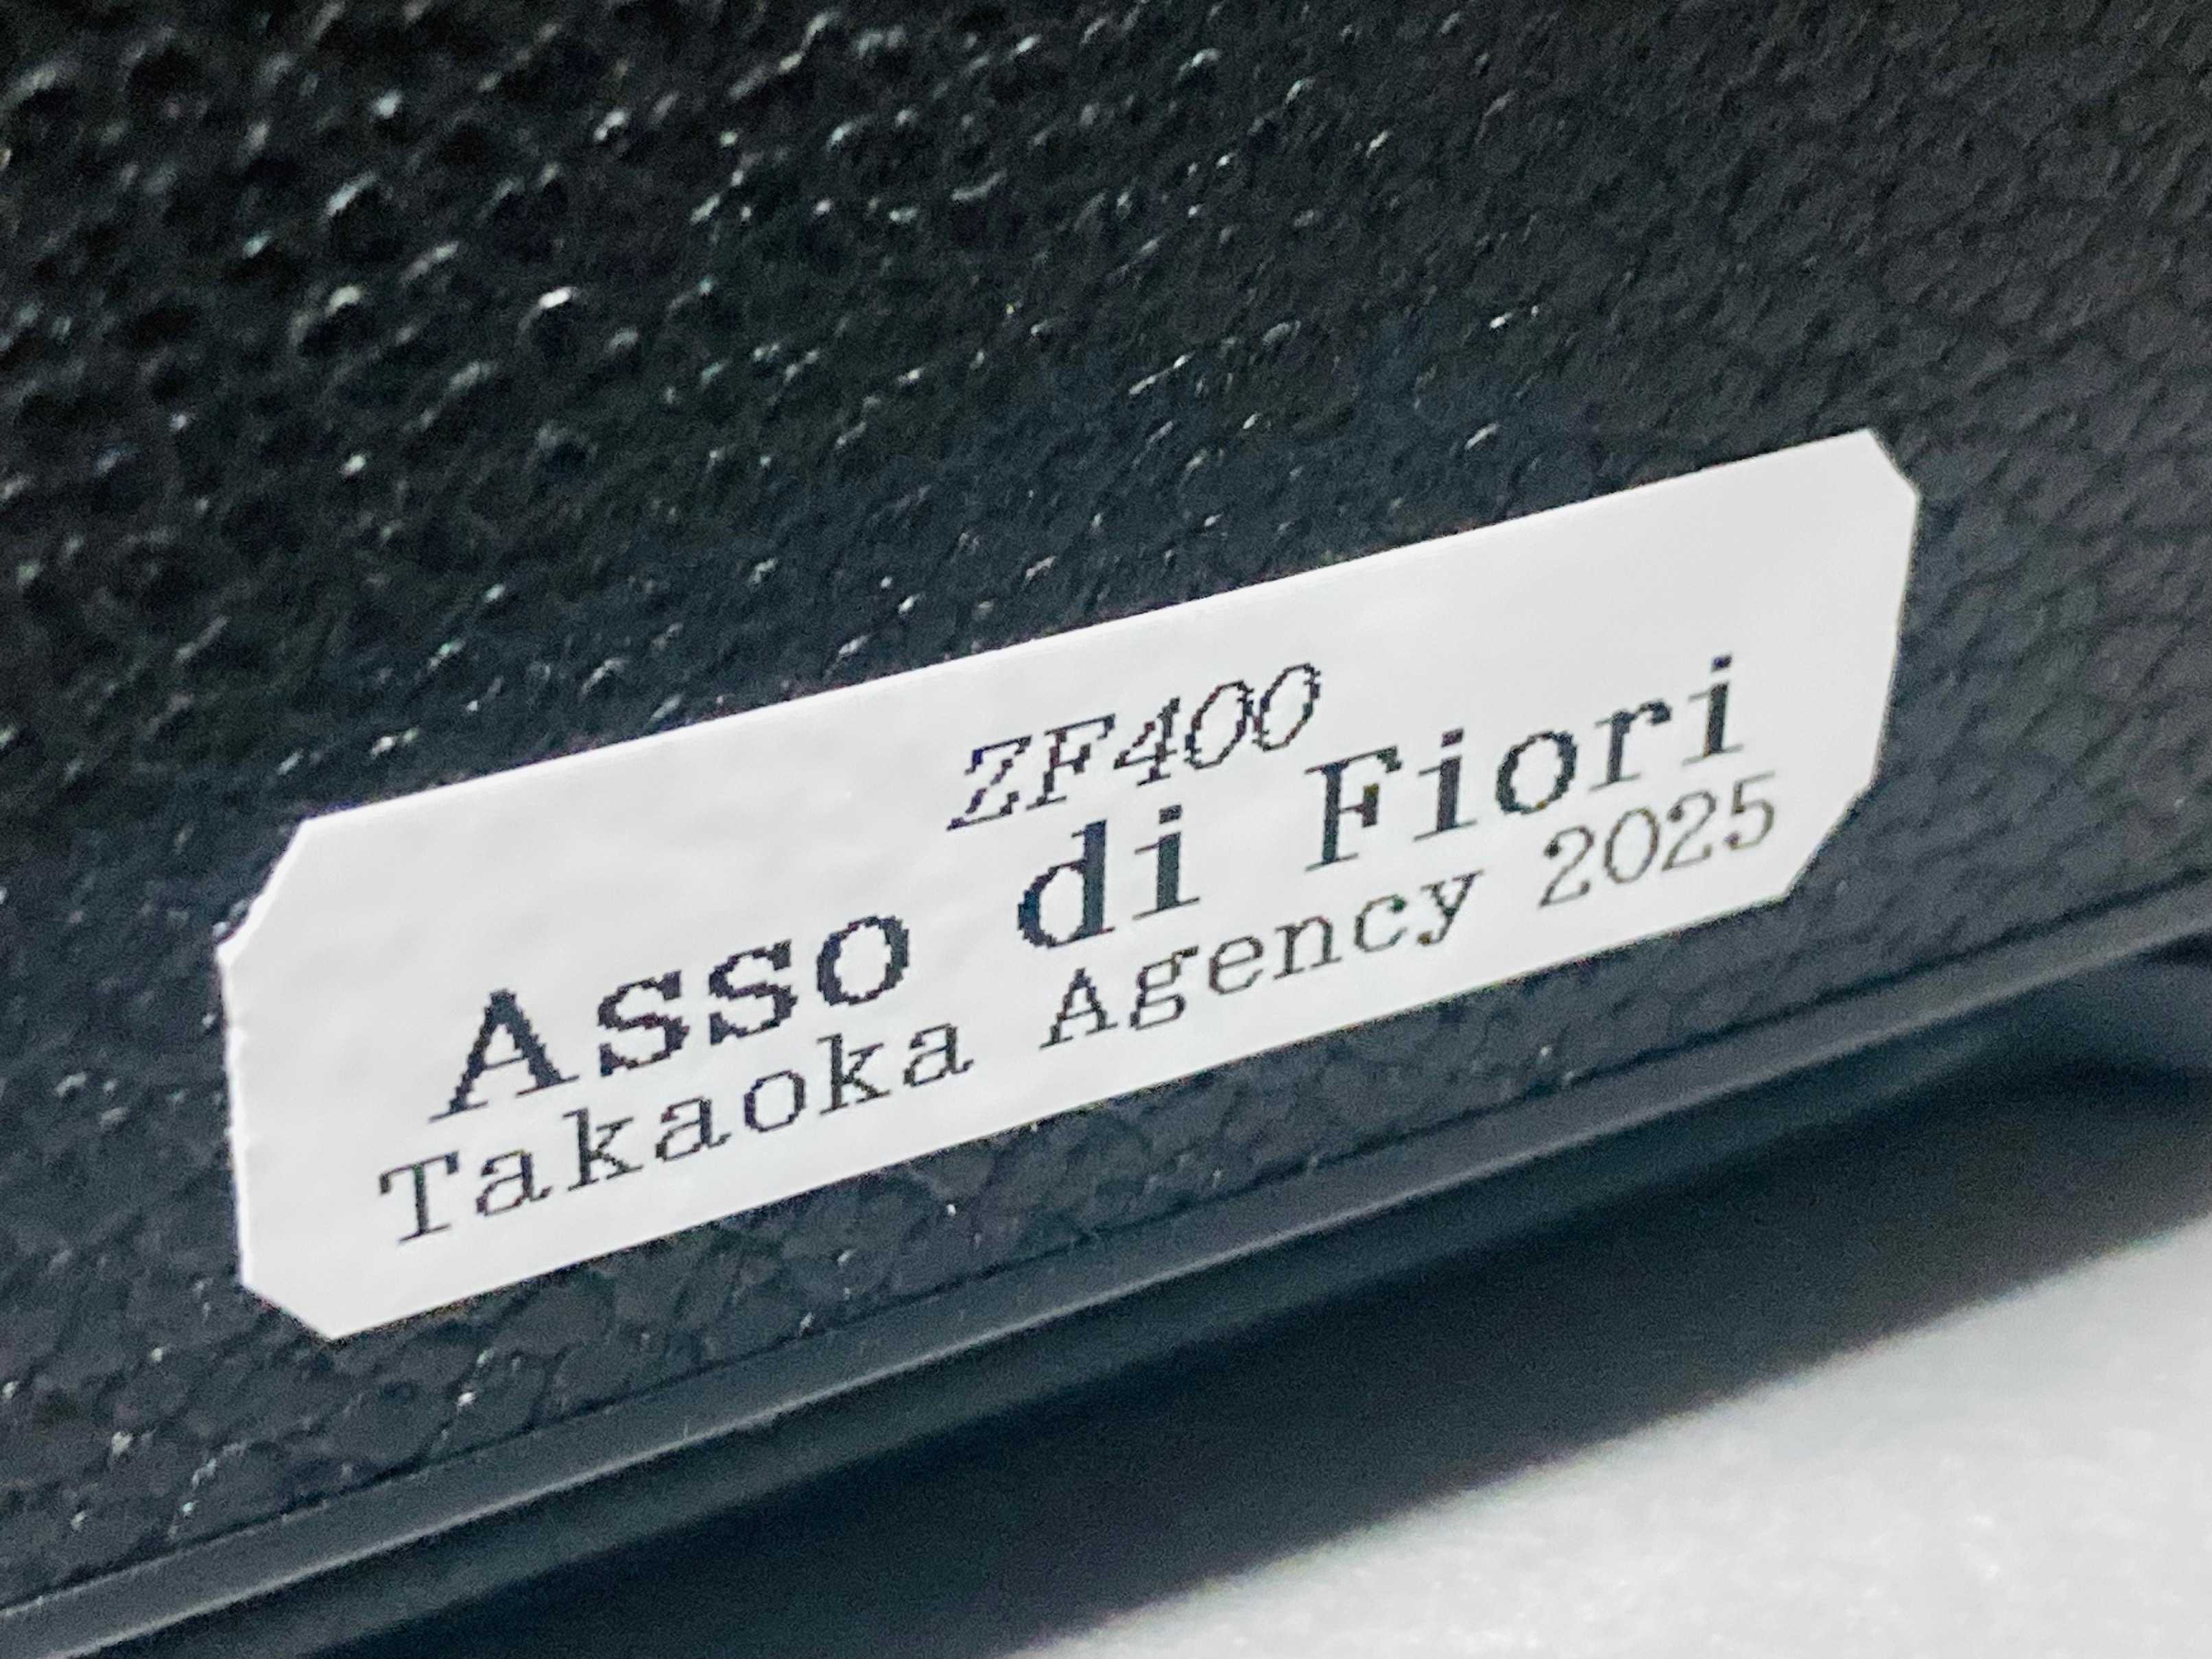 ZF400
Asso di Fiori
Takaoka Agency 2025